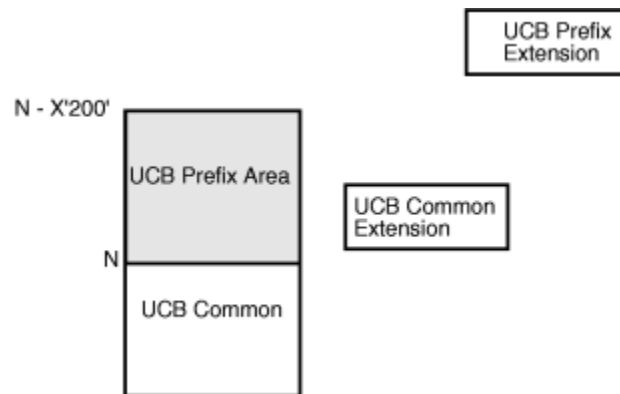 UCB Prefix
Extension
N - X'200'
UCB Prefix Area
UCB Common
Extension
N
UCB Common